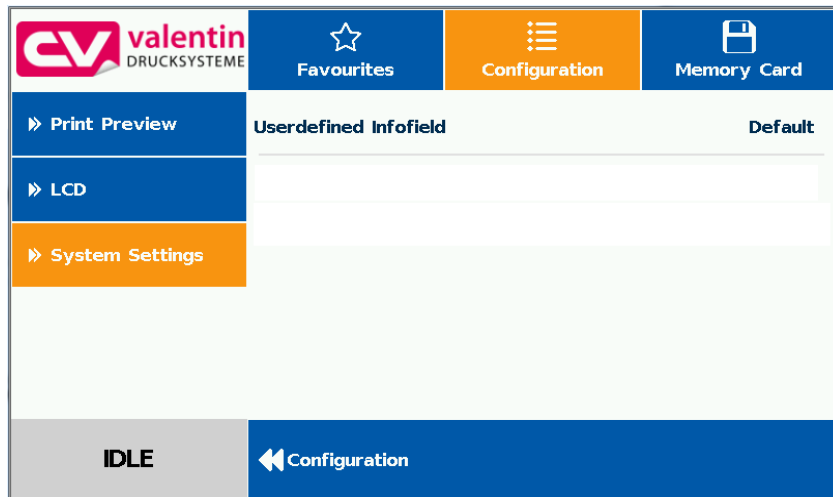 valentin
DRUCKSYSTEME
Favourites
Configuration
Memory Card
Print Preview
Userdefined Infofield
Default
LCD
System Settings
IDLE
Configuration